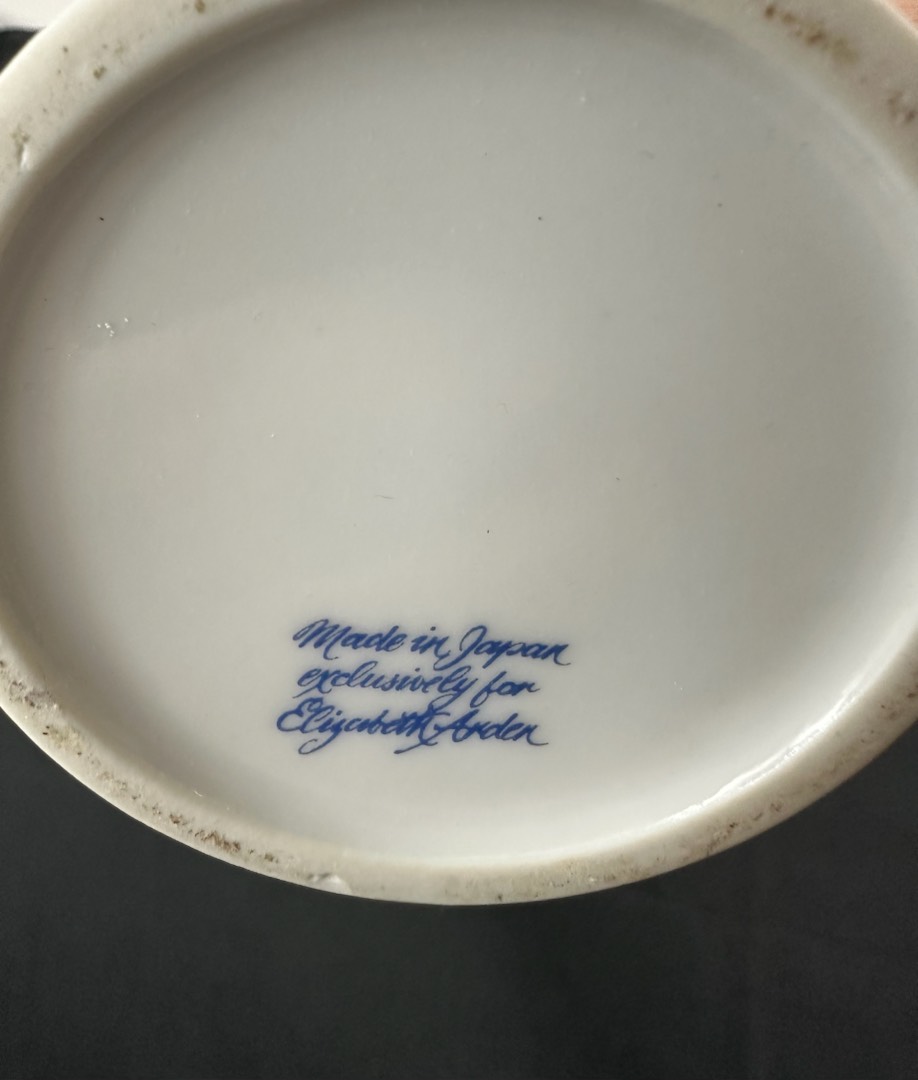 Made in Japan
exclusively for
Elizabeth Arden